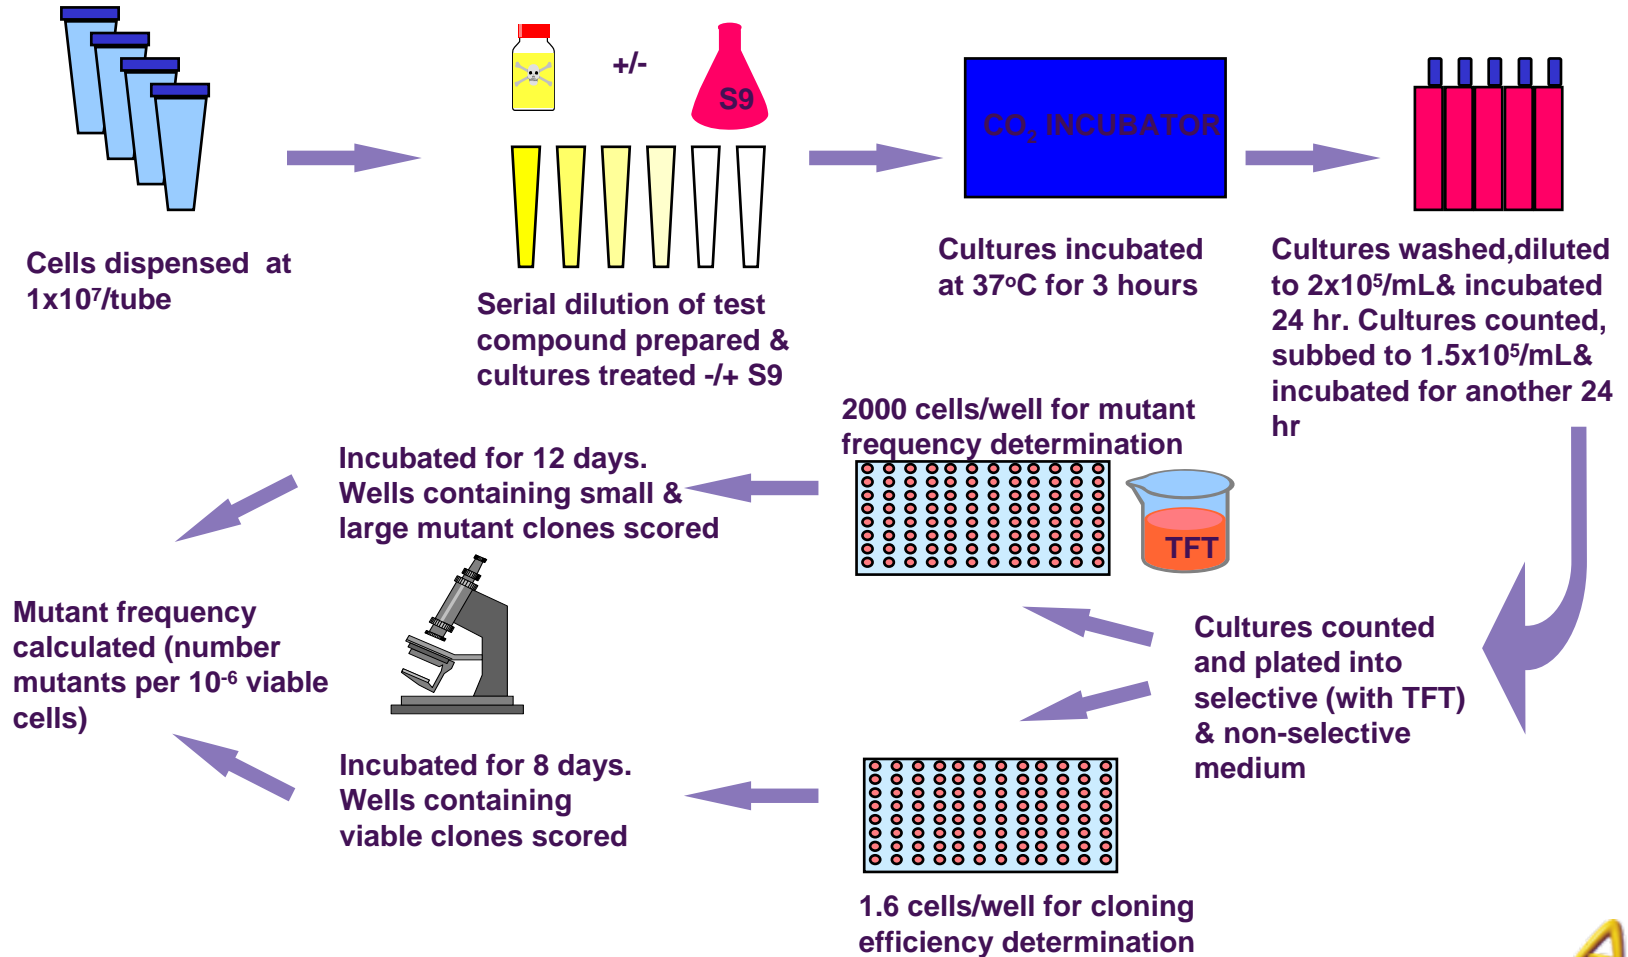 +/-
S9
CO₂ INCUBATOR
Cells dispensed at
1x10⁷/tube
Serial dilution of test
compound prepared &
cultures treated -/+ S9
Cultures incubated
at 37ºC for 3 hours
Cultures washed,diluted
to 2x10⁵/mL& incubated
24 hr. Cultures counted,
subbed to 1.5x10⁵/mL&
incubated for another 24
hr
2000 cells/well for mutant
frequency determination
TFT
Incubated for 12 days.
Wells containing small &
large mutant clones scored
Cultures counted
and plated into
selective (with TFT)
& non-selective
medium
Mutant frequency
calculated (number
mutants per 10⁻⁶ viable
cells)
Incubated for 8 days.
Wells containing
viable clones scored
1.6 cells/well for cloning
efficiency determination